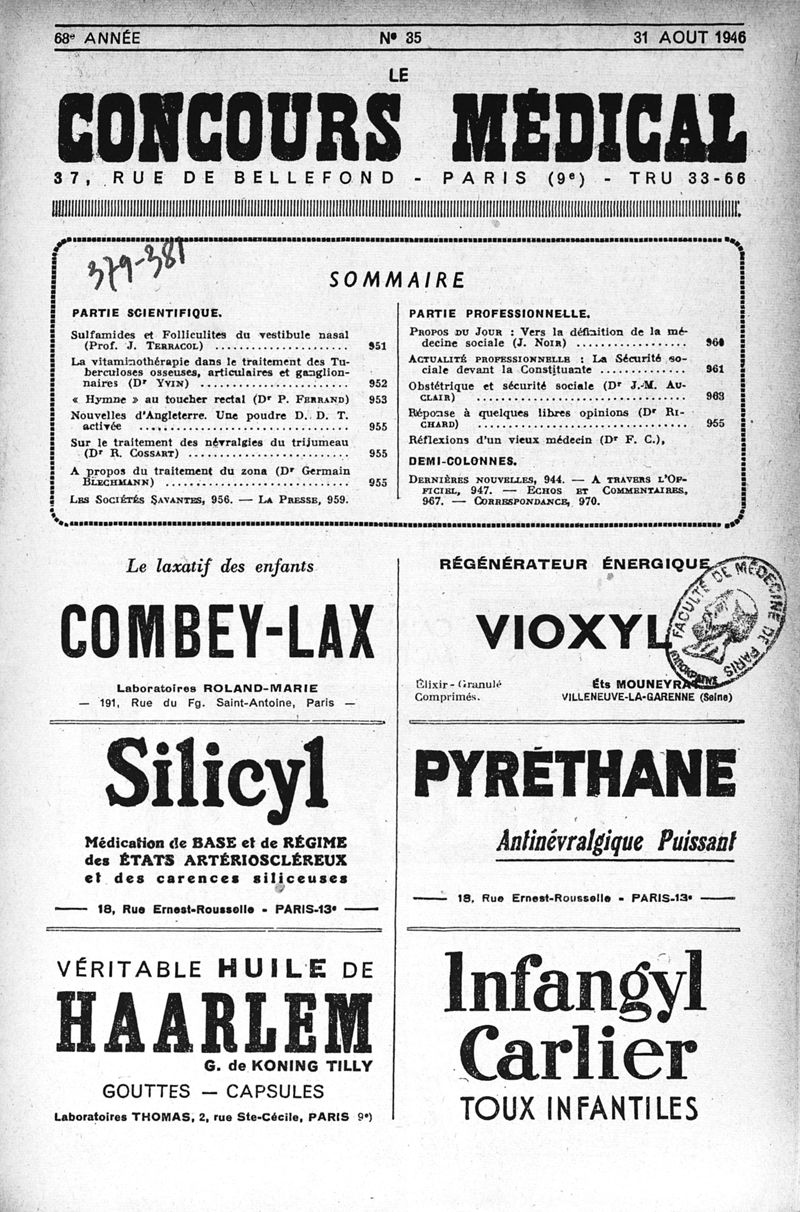 68e ANNÉE
N° 35
31 AOUT 1946
LE
CONCOURS MÉDICAL
37, RUE DE BELLEFOND - PARIS (9e) - TRU 33-66
379-381
SOMMAIRE
PARTIE SCIENTIFIQUE.
Sulfamides et Folliculites du vestibule nasal
(Prof. J. TERRACOL) .................... 951
La vitaminothérapie dans le traitement des Tu-
berculoses osseuses, articulaires et ganglion-
naires (Dr YVIN) .................... 952
« Hymne » au toucher rectal (Dr P. FERRAND) 953
Nouvelles d'Angleterre. Une poudre D. D. T.
activée .................... 955
Sur le traitement des névralgies du trijumeau
(Dr R. COSSART) .................... 955
A propos du traitement du zona (Dr Germain
BLECHMANN) .................... 955
LES SOCIÉTÉS SAVANTES, 956. — LA PRESSE, 959.
PARTIE PROFESSIONNELLE.
PROPOS DU JOUR : Vers la définition de la mé-
decine sociale (J. NOIR) .................... 960
ACTUALITÉ PROFESSIONNELLE : La Sécurité so-
ciale devant la Constituante .............. 961
Obstétrique et sécurité sociale (Dr J.-M. AU-
CLAIR) .................... 963
Réponse à quelques libres opinions (Dr RI-
CHARD) .................... 955
Réflexions d'un vieux médecin (Dr F. C.),
DEMI-COLONNES.
DERNIÈRES NOUVELLES, 944. — A TRAVERS L'OF-
FICIEL, 947. — ECHOS ET COMMENTAIRES,
967. — CORRESPONDANCE, 970.
Le laxatif des enfants
COMBEY-LAX
Laboratoires ROLAND-MARIE
— 191, Rue du Fg. Saint-Antoine, Paris —
RÉGÉNÉRATEUR ÉNERGIQUE
VIOXYL
Élixir - Granulé
Comprimés.
Éts MOUNEYRA
VILLENEUVE-LA-GARENNE (Seine)
FACULTÉ DE MÉDECINE DE PARIS
Silicyl
Médication de BASE et de RÉGIME
des ÉTATS ARTÉRIOSCLÉREUX
et des carences siliceuses
— 18, Rue Ernest-Rousselle - PARIS-13e —
PYRÉTHANE
Antinévralgique Puissant
— 18, Rue Ernest-Rousselle - PARIS-13e —
VÉRITABLE HUILE DE
HAARLEM
G. de KONING TILLY
GOUTTES — CAPSULES
Laboratoires THOMAS, 2, rue Ste-Cécile, PARIS 9e)
Infangyl
Carlier
TOUX INFANTILES